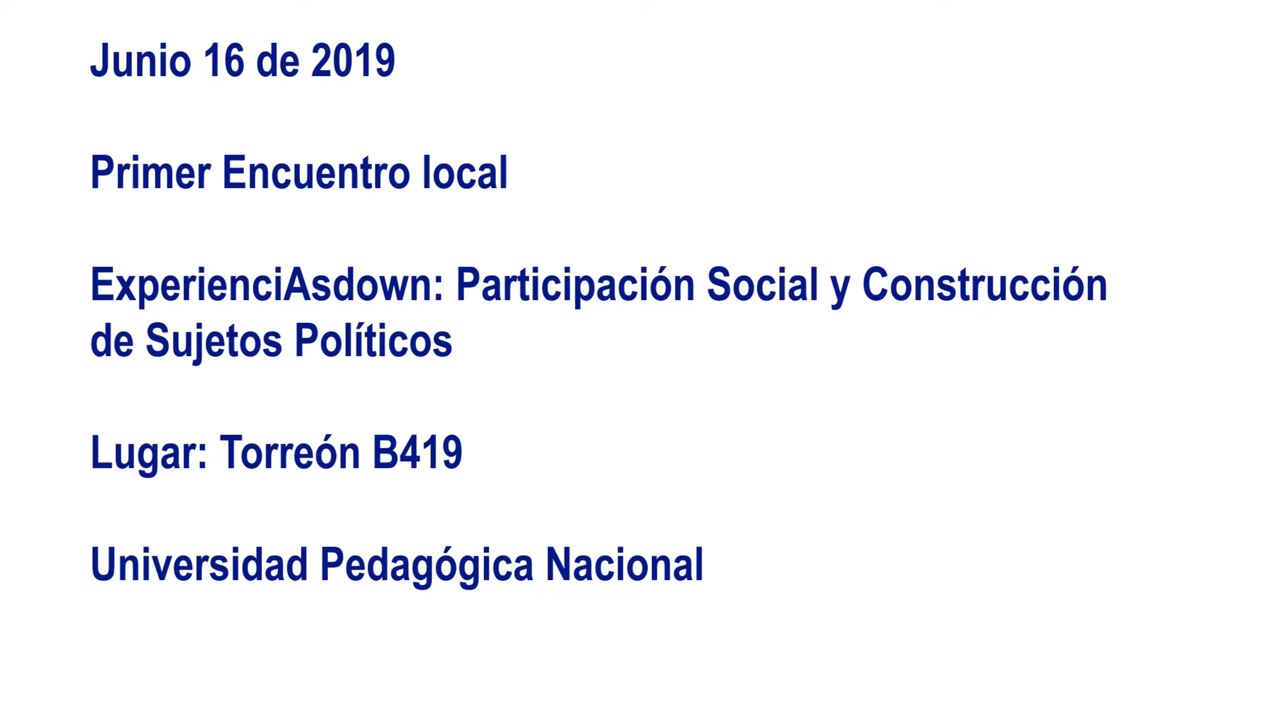 Junio 16 de 2019
Primer Encuentro local
ExperienciAsdown: Participación Social y Construcción
de Sujetos Políticos
Lugar: Torreón B419
Universidad Pedagógica Nacional